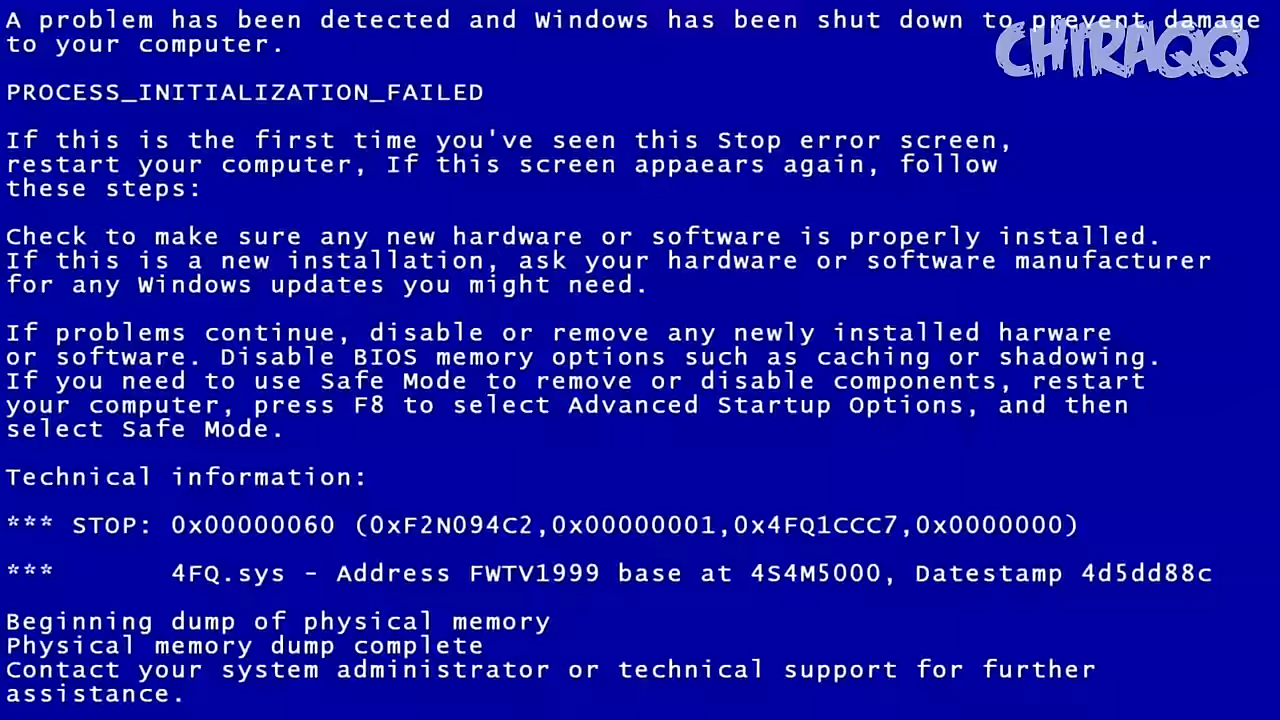 A problem has been detected and Windows has been shut down to prevent damage
to your computer.
CHIRAQQ
PROCESS_INITIALIZATION_FAILED
If this is the first time you've seen this Stop error screen,
restart your computer, If this screen appaears again, follow
these steps:
Check to make sure any new hardware or software is properly installed.
If this is a new installation, ask your hardware or software manufacturer
for any Windows updates you might need.
If problems continue, disable or remove any newly installed harware
or software. Disable BIOS memory options such as caching or shadowing.
If you need to use Safe Mode to remove or disable components, restart
your computer, press F8 to select Advanced Startup Options, and then
select Safe Mode.
Technical information:
*** STOP: 0x00000060 (0xF2N094C2,0x00000001,0x4FQ1CCC7,0x0000000)
*** 4FQ.sys – Address FWTV1999 base at 4S4M5000, Datestamp 4d5dd88c
Beginning dump of physical memory
Physical memory dump complete
Contact your system administrator or technical support for further
assistance.